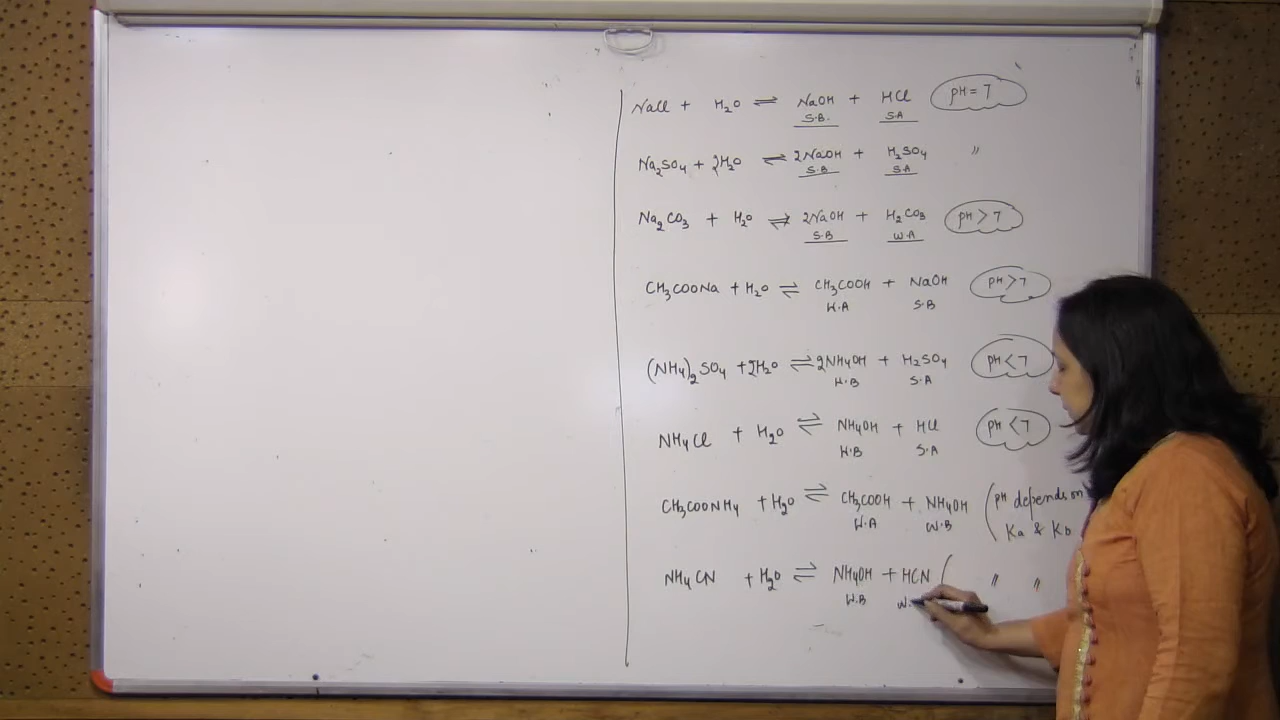 NaCl + H2O ⇌ NaOH + HCl pH = 7
S.B. S.A
Na2SO4 + 2H2O ⇌ 2NaOH + H2SO4 "
S.B S.A
Na2CO3 + H2O ⇌ 2NaOH + H2CO3 pH > 7
S.B W.A
CH3COONa + H2O ⇌ CH3COOH + NaOH pH > 7
W.A S.B
(NH4)2SO4 + 2H2O ⇌ 2NH4OH + H2SO4 pH < 7
W.B S.A
NH4Cl + H2O ⇌ NH4OH + HCl pH < 7
W.B S.A
CH3COONH4 + H2O ⇌ CH3COOH + NH4OH (pH depends on
W.A W.B Ka & Kb
NH4CN + H2O ⇌ NH4OH + HCN ( " "
W.B W.